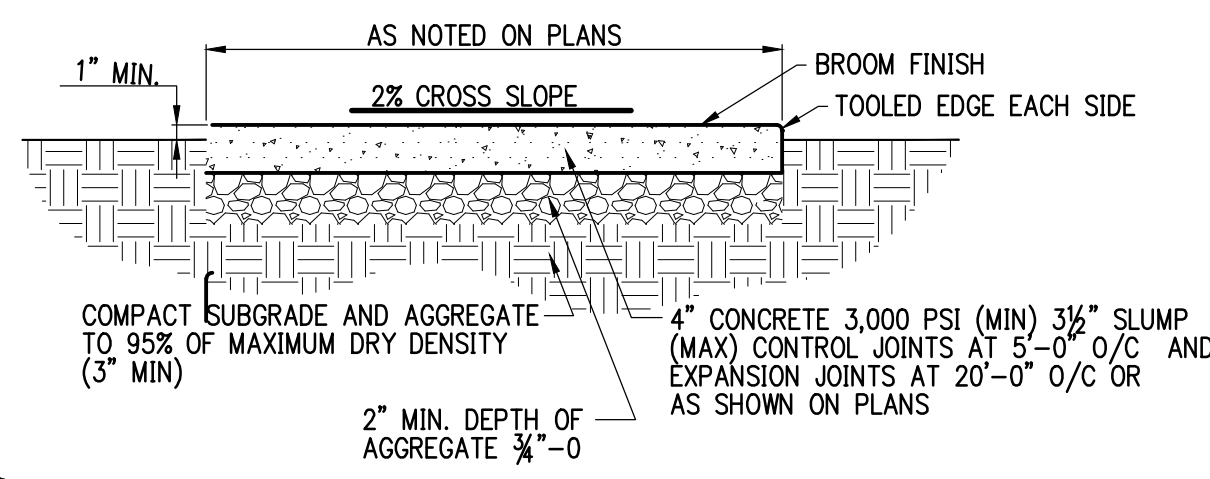 AS NOTED ON PLANS
1" MIN.
BROOM FINISH
2% CROSS SLOPE
TOOLED EDGE EACH SIDE
COMPACT SUBGRADE AND AGGREGATE
TO 95% OF MAXIMUM DRY DENSITY
(3" MIN)
4" CONCRETE 3,000 PSI (MIN) 3½" SLUMP
(MAX) CONTROL JOINTS AT 5'-0" O/C AND
EXPANSION JOINTS AT 20'-0" O/C OR
AS SHOWN ON PLANS
2" MIN. DEPTH OF
AGGREGATE ¾"-0